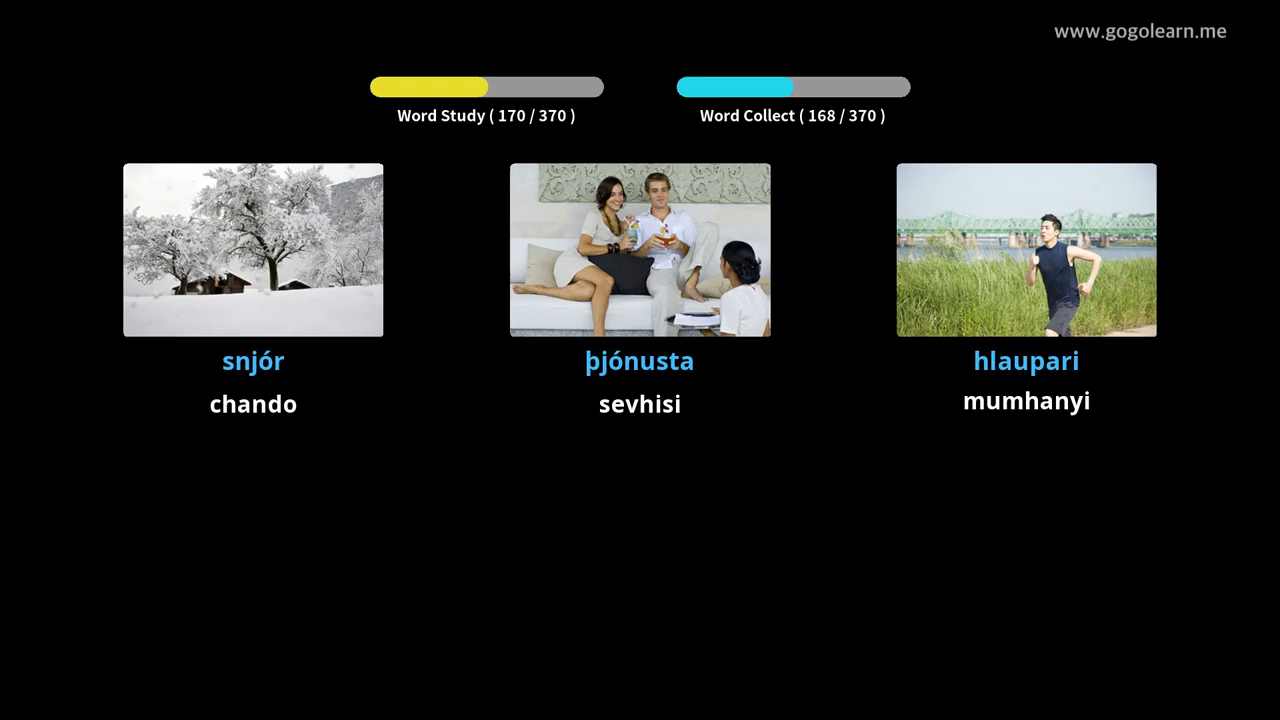 www.gogolearn.me
Word Study ( 170 / 370 )
Word Collect ( 168 / 370 )
snjór
þjónusta
hlaupari
chando
sevhisi
mumhanyi